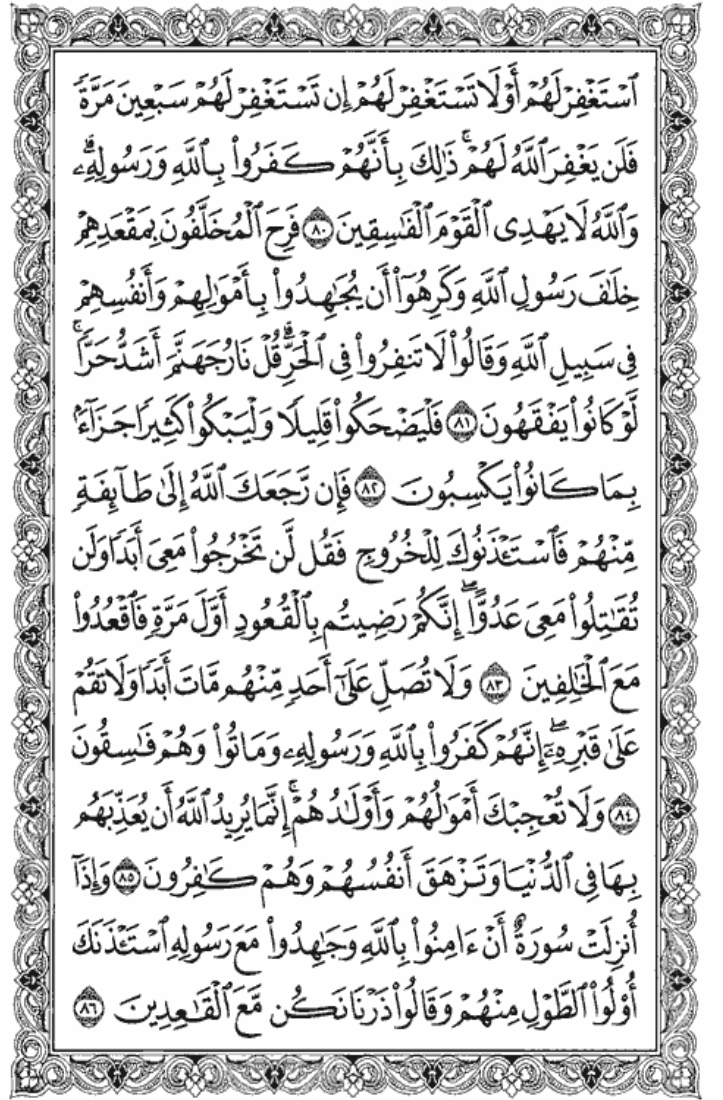 ٱسۡتَغۡفِرۡ لَهُمۡ أَوۡ لَا تَسۡتَغۡفِرۡ لَهُمۡ إِن تَسۡتَغۡفِرۡ لَهُمۡ سَبۡعِينَ مَرَّةٗ
فَلَن يَغۡفِرَ ٱللَّهُ لَهُمۡۚ ذَٰلِكَ بِأَنَّهُمۡ كَفَرُواْ بِٱللَّهِ وَرَسُولِهِۦۗ
وَٱللَّهُ لَا يَهۡدِي ٱلۡقَوۡمَ ٱلۡفَٰسِقِينَ ٨٠ فَرِحَ ٱلۡمُخَلَّفُونَ بِمَقۡعَدِهِمۡ
خِلَٰفَ رَسُولِ ٱللَّهِ وَكَرِهُوٓاْ أَن يُجَٰهِدُواْ بِأَمۡوَٰلِهِمۡ وَأَنفُسِهِمۡ
فِي سَبِيلِ ٱللَّهِ وَقَالُواْ لَا تَنفِرُواْ فِي ٱلۡحَرِّۗ قُلۡ نَارُ جَهَنَّمَ أَشَدُّ حَرّٗاۚ
لَّوۡ كَانُواْ يَفۡقَهُونَ ٨١ فَلۡيَضۡحَكُواْ قَلِيلٗا وَلۡيَبۡكُواْ كَثِيرٗا جَزَآءَۢ
بِمَا كَانُواْ يَكۡسِبُونَ ٨٢ فَإِن رَّجَعَكَ ٱللَّهُ إِلَىٰ طَآئِفَةٖ
مِّنۡهُمۡ فَٱسۡتَـٔۡذَنُوكَ لِلۡخُرُوجِ فَقُل لَّن تَخۡرُجُواْ مَعِيَ أَبَدٗا وَلَن
تُقَٰتِلُواْ مَعِيَ عَدُوًّاۖ إِنَّكُمۡ رَضِيتُم بِٱلۡقُعُودِ أَوَّلَ مَرَّةٖ فَٱقۡعُدُواْ
مَعَ ٱلۡخَٰلِفِينَ ٨٣ وَلَا تُصَلِّ عَلَىٰٓ أَحَدٖ مِّنۡهُم مَّاتَ أَبَدٗا وَلَا تَقُمۡ
عَلَىٰ قَبۡرِهِۦٓۖ إِنَّهُمۡ كَفَرُواْ بِٱللَّهِ وَرَسُولِهِۦ وَمَاتُواْ وَهُمۡ فَٰسِقُونَ
٨٤ وَلَا تُعۡجِبۡكَ أَمۡوَٰلُهُمۡ وَأَوۡلَٰدُهُمۡۚ إِنَّمَا يُرِيدُ ٱللَّهُ أَن يُعَذِّبَهُم
بِهَا فِي ٱلدُّنۡيَا وَتَزۡهَقَ أَنفُسُهُمۡ وَهُمۡ كَٰفِرُونَ ٨٥ وَإِذَآ
أُنزِلَتۡ سُورَةٌ أَنۡ ءَامِنُواْ بِٱللَّهِ وَجَٰهِدُواْ مَعَ رَسُولِهِ ٱسۡتَـٔۡذَنَكَ
أُوْلُواْ ٱلطَّوۡلِ مِنۡهُمۡ وَقَالُواْ ذَرۡنَا نَكُن مَّعَ ٱلۡقَٰعِدِينَ ٨٦